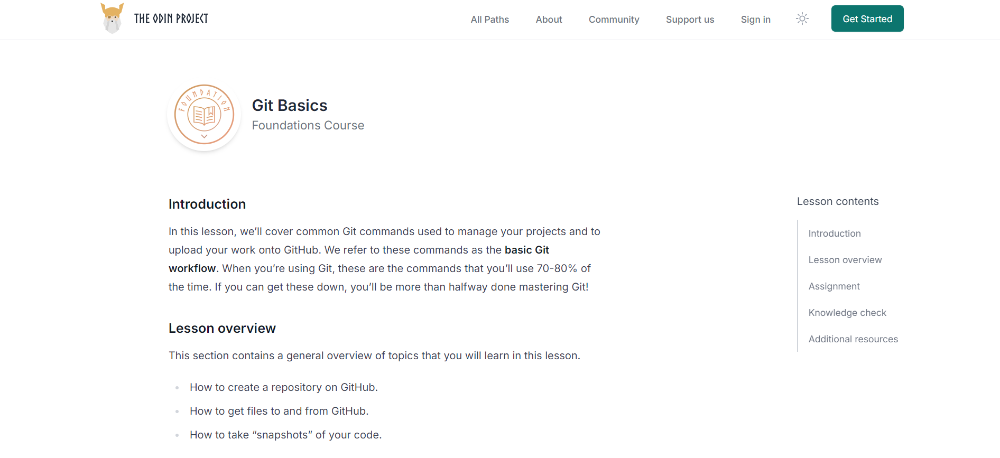 THE ODIN PROJECT
All Paths
About
Community
Support us
Sign in
Get Started
FOUNDATION
Git Basics
Foundations Course
Introduction
In this lesson, we’ll cover common Git commands used to manage your projects and to
upload your work onto GitHub. We refer to these commands as the basic Git
workflow. When you’re using Git, these are the commands that you’ll use 70-80% of
the time. If you can get these down, you’ll be more than halfway done mastering Git!
Lesson overview
This section contains a general overview of topics that you will learn in this lesson.
How to create a repository on GitHub.
How to get files to and from GitHub.
How to take “snapshots” of your code.
Lesson contents
Introduction
Lesson overview
Assignment
Knowledge check
Additional resources